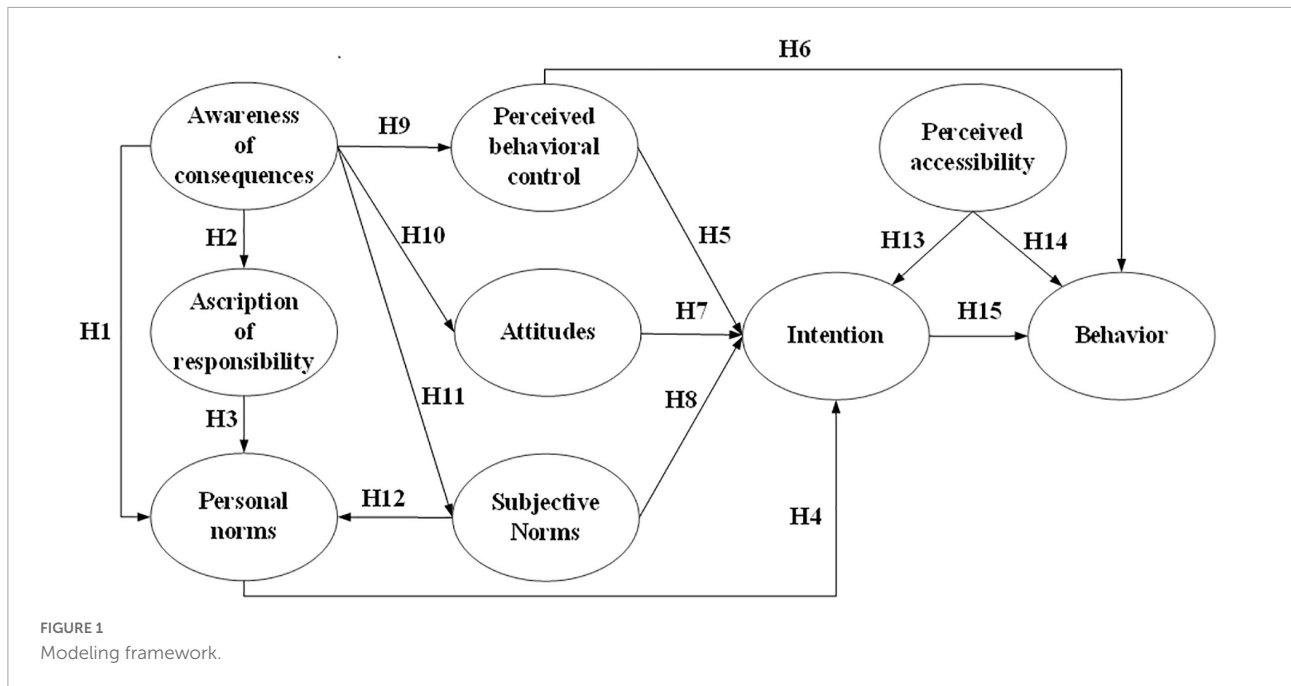 H6
Awareness
of
consequences
H9
Perceived
behavioral
control
Perceived
accessibility
H2
H10
H5
H13
H14
H1
Ascription
of
responsibility
Attitudes
H7
Intention
H15
Behavior
H3
H11
H8
Personal
norms
H12
Subjective
Norms
H4
FIGURE 1
Modeling framework.